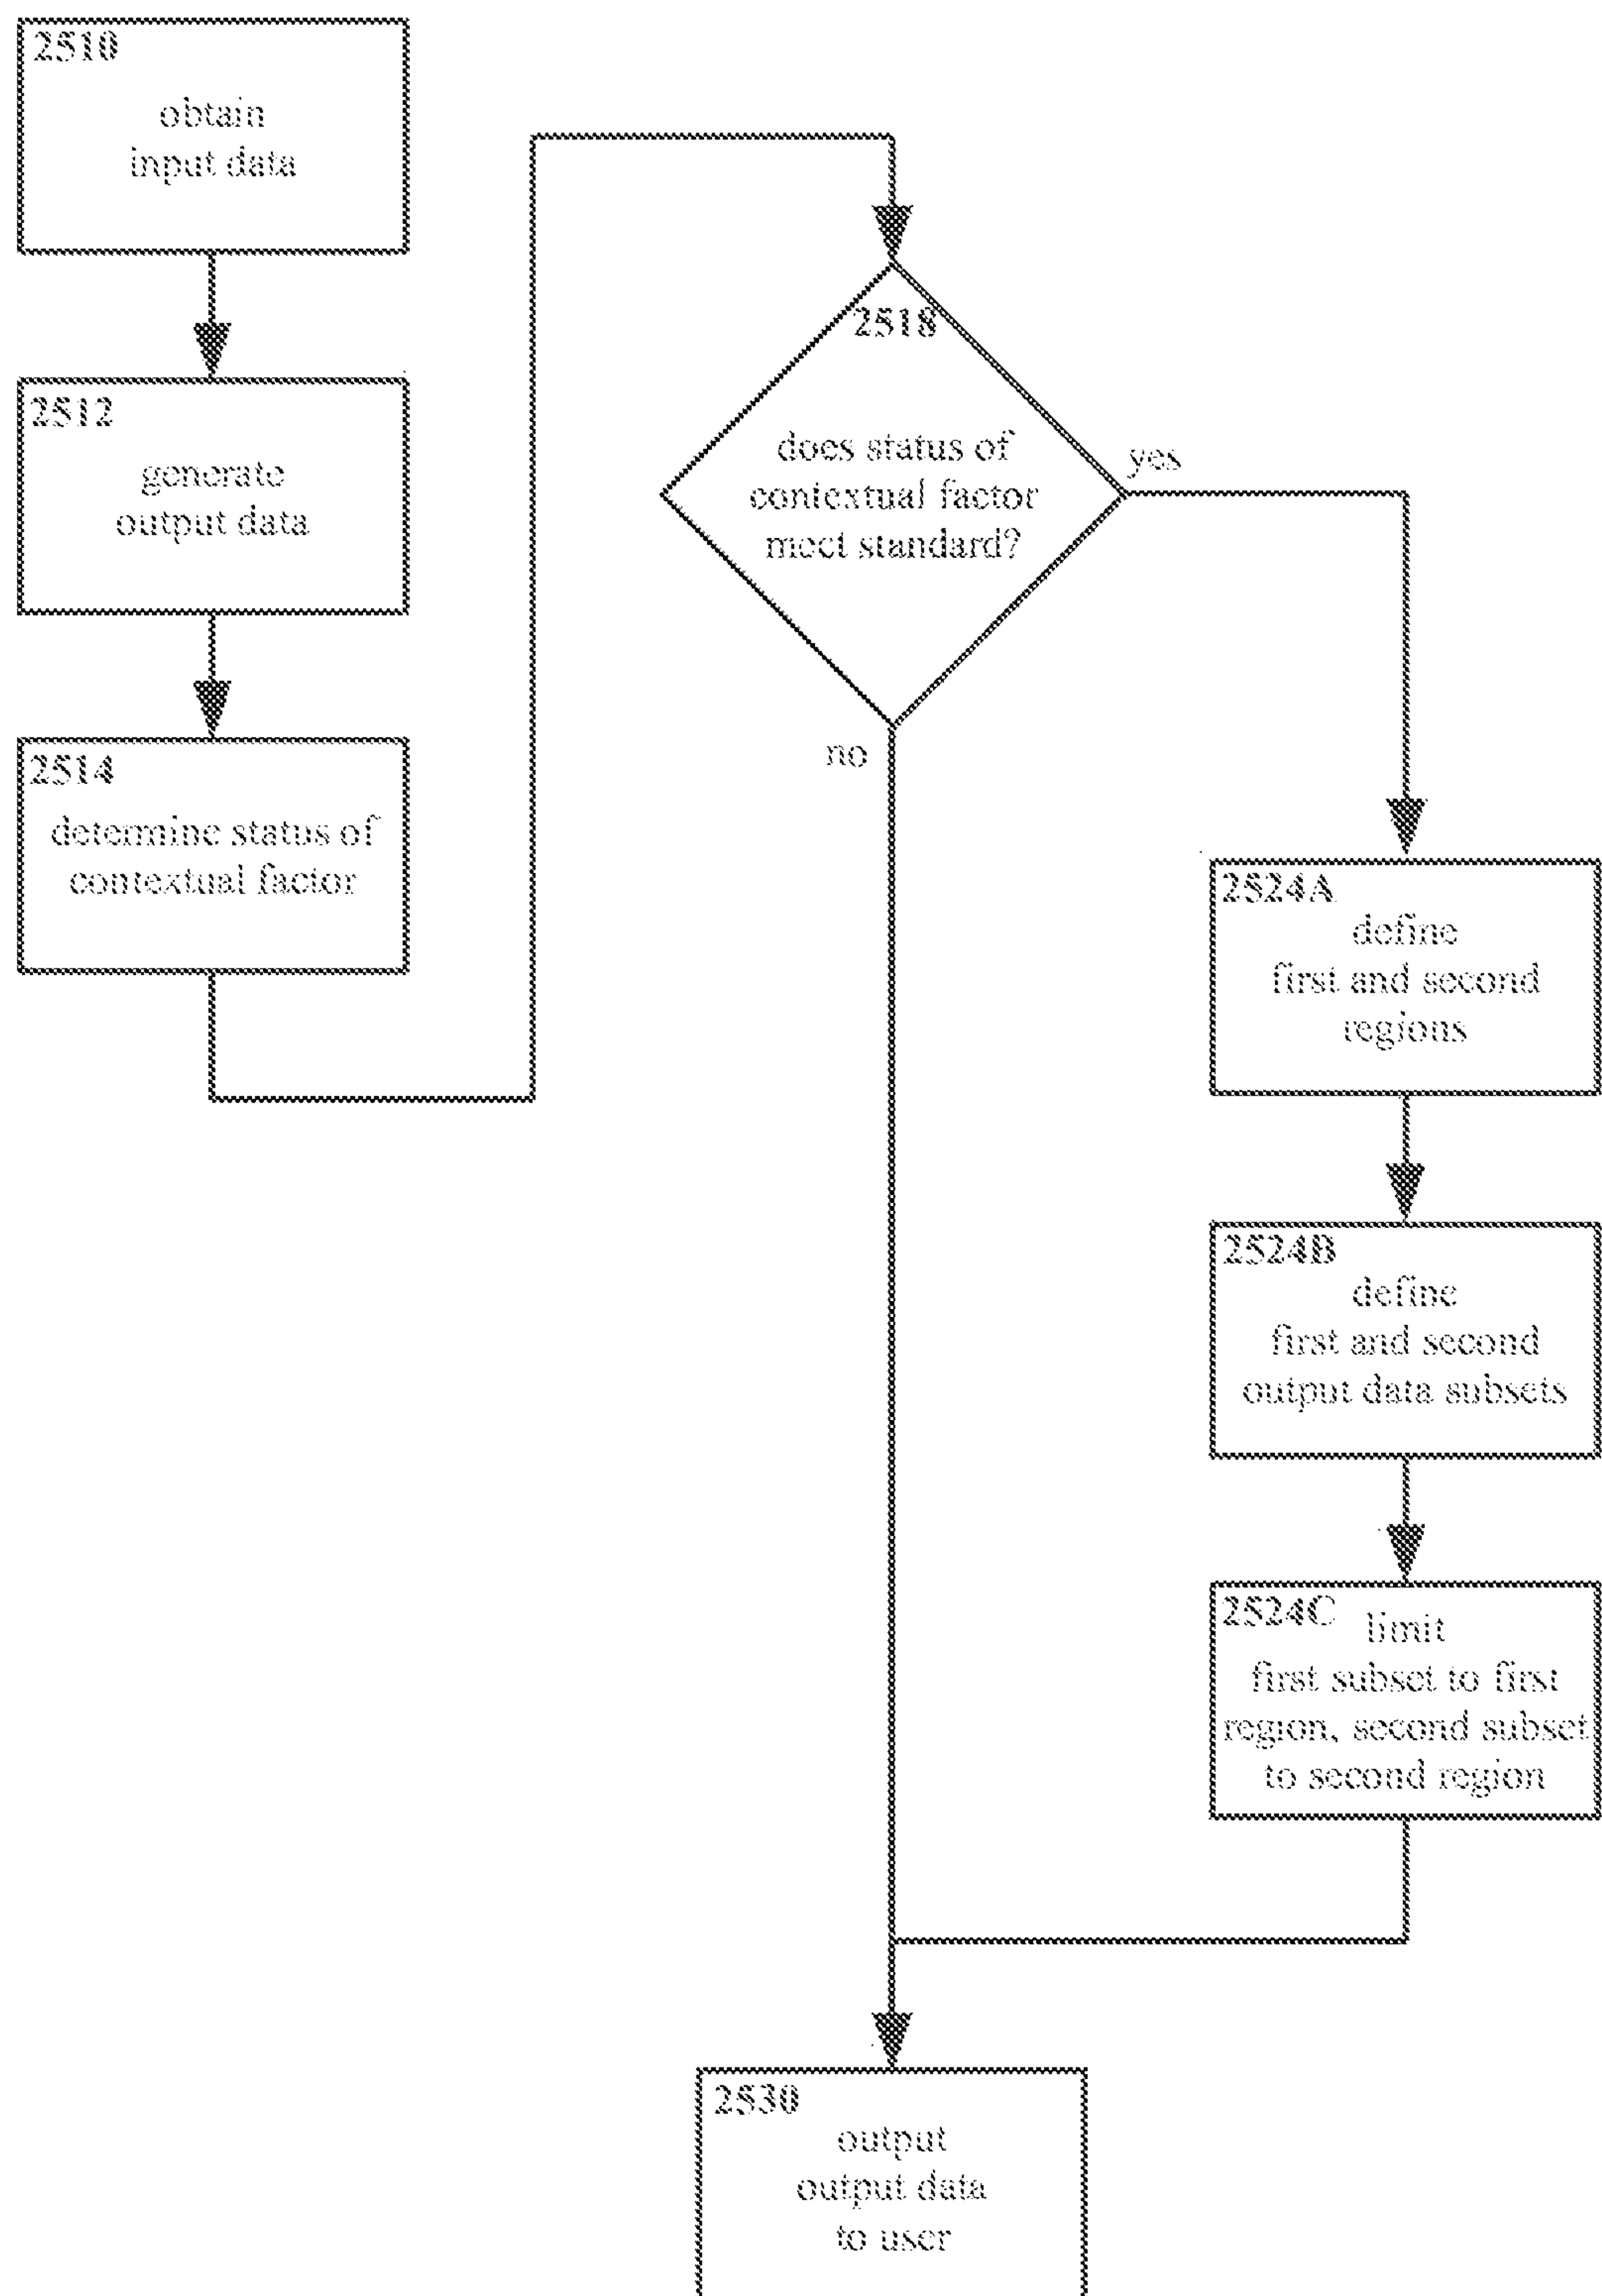 2510
obtain
input data
2512
generate
output data
2514
determine status of
contextual factor
2518
does status of
contextual factor
meet standard?
yes
no
2524A
define
first and second
regions
2524B
define
first and second
output data subsets
2524C
limit
first subset to first
region, second subset
to second region
2530
output
output data
to user